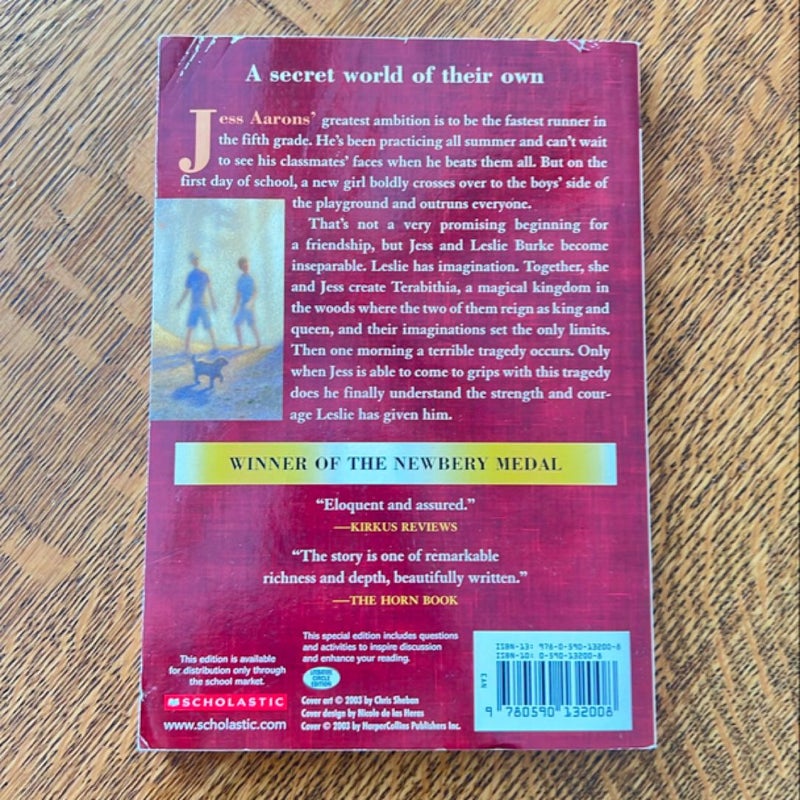 A secret world of their own
Jess Aarons' greatest ambition is to be the fastest runner in
the fifth grade. He's been practicing all summer and can't wait
to see his classmates' faces when he beats them all. But on the
first day of school, a new girl boldly crosses over to the boys' side of
the playground and outruns everyone.
That's not a very promising beginning for
a friendship, but Jess and Leslie Burke become
inseparable. Leslie has imagination. Together, she
and Jess create Terabithia, a magical kingdom in
the woods where the two of them reign as king and
queen, and their imaginations set the only limits.
Then one morning a terrible tragedy occurs. Only
when Jess is able to come to grips with this tragedy
does he finally understand the strength and cour-
age Leslie has given him.
WINNER OF THE NEWBERY MEDAL
“Eloquent and assured.”
—KIRKUS REVIEWS
“The story is one of remarkable
richness and depth, beautifully written.”
—THE HORN BOOK
This edition is available
for distribution only through
the school market.
SCHOLASTIC
www.scholastic.com
This special edition includes questions
and activities to inspire discussion
and enhance your reading.
LITERATURE
CIRCLE
EDITION
Cover art © 2003 by Chris Sheban
Cover design by Nicole de las Heras
Cover © 2003 by HarperCollins Publishers Inc.
ISBN-13: 978-0-590-13200-8
ISBN-10: 0-590-13200-8
EAN
9 780590 132008